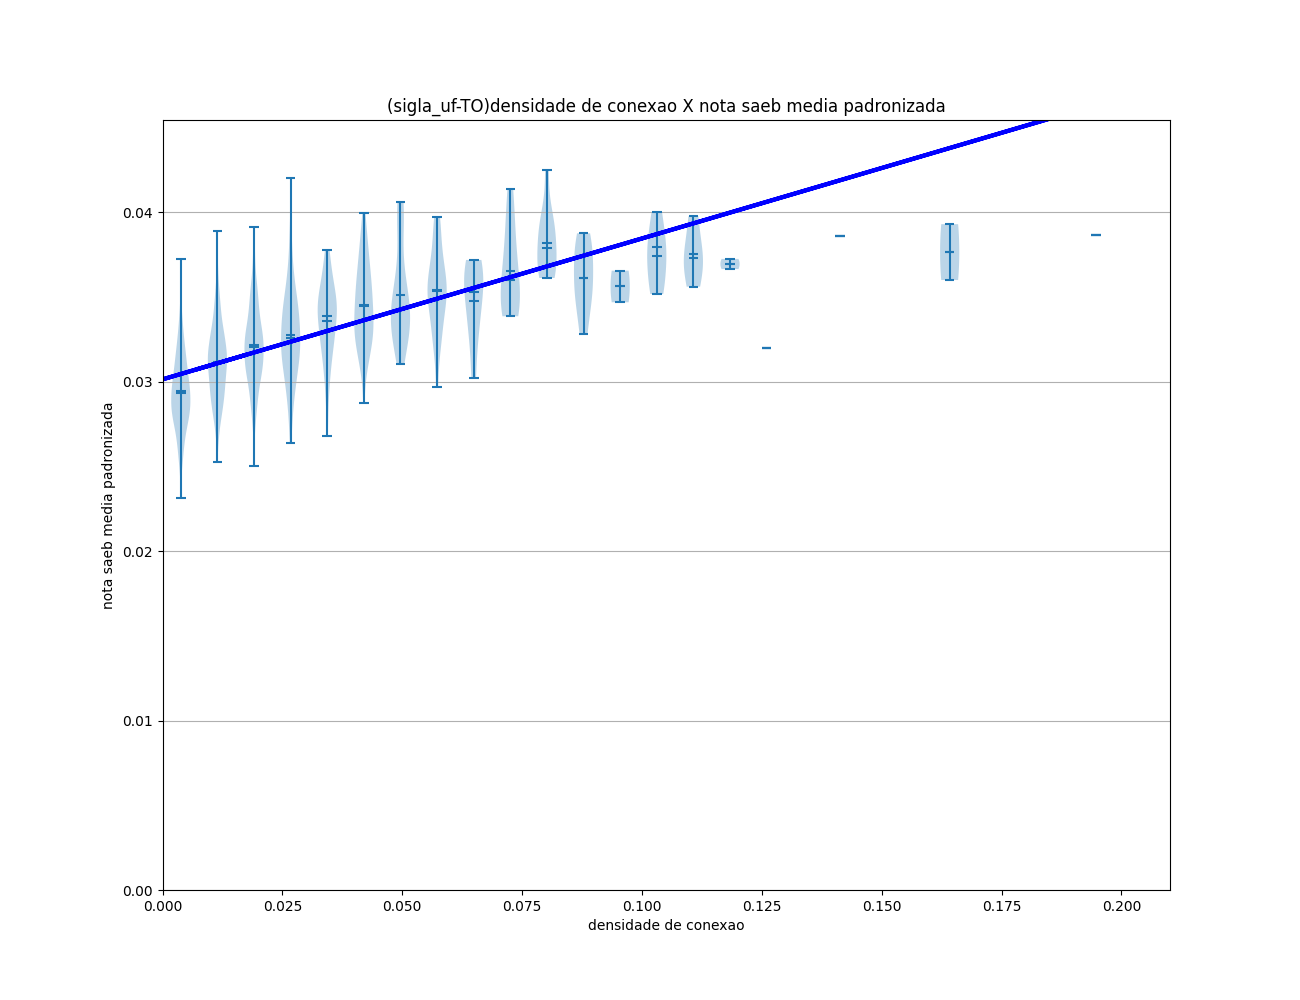 (sigla_uf-TO)densidade de conexao X nota saeb media padronizada
nota saeb media padronizada
0.04
0.03
0.02
0.01
0.00
0.000 0.025 0.050 0.075 0.100 0.125 0.150 0.175 0.200
densidade de conexao